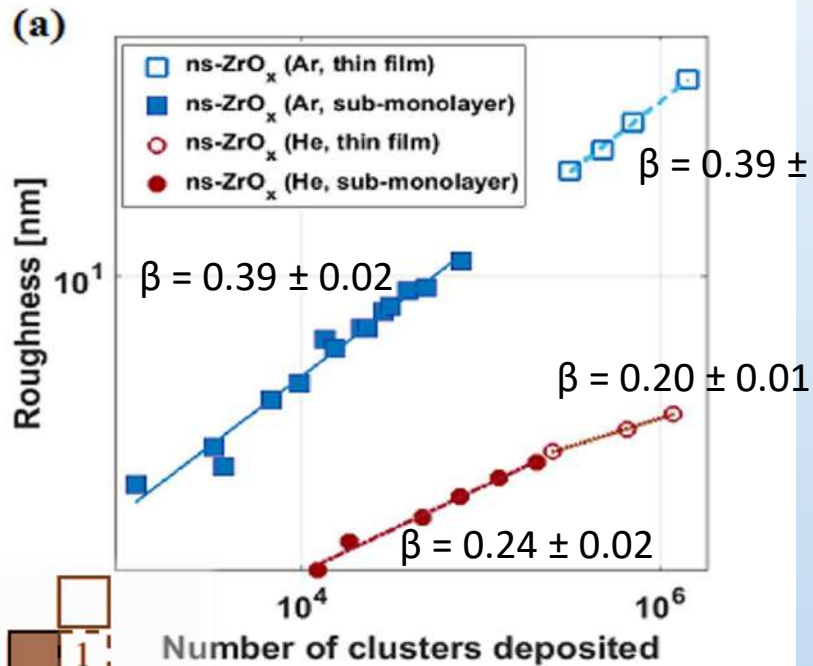 (a)
ns-ZrOₓ (Ar, thin film)
ns-ZrOₓ (Ar, sub-monolayer)
ns-ZrOₓ (He, thin film)
ns-ZrOₓ (He, sub-monolayer)
β = 0.39 ±
β = 0.39 ± 0.02
β = 0.20 ± 0.01
β = 0.24 ± 0.02
Roughness [nm]
10¹
10⁴
10⁶
Number of clusters deposited
1